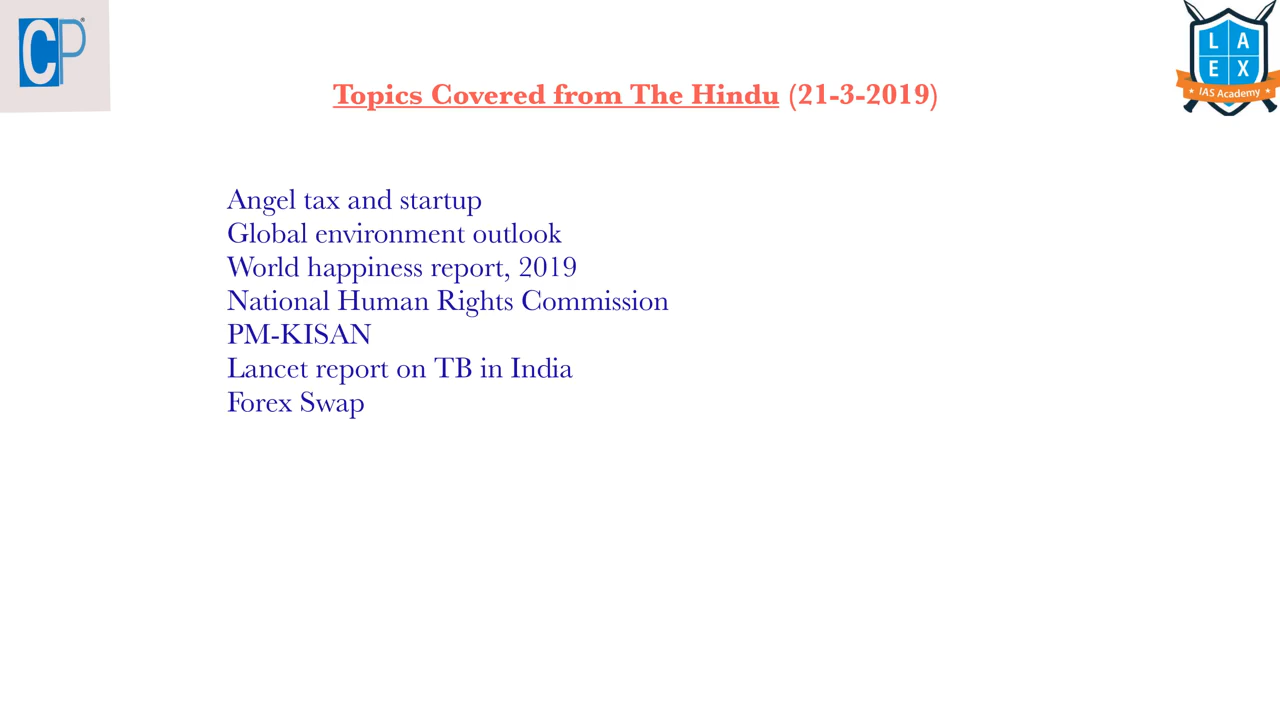 CP®
L A
E X
IAS Academy
Topics Covered from The Hindu (21-3-2019)
Angel tax and startup
Global environment outlook
World happiness report, 2019
National Human Rights Commission
PM-KISAN
Lancet report on TB in India
Forex Swap